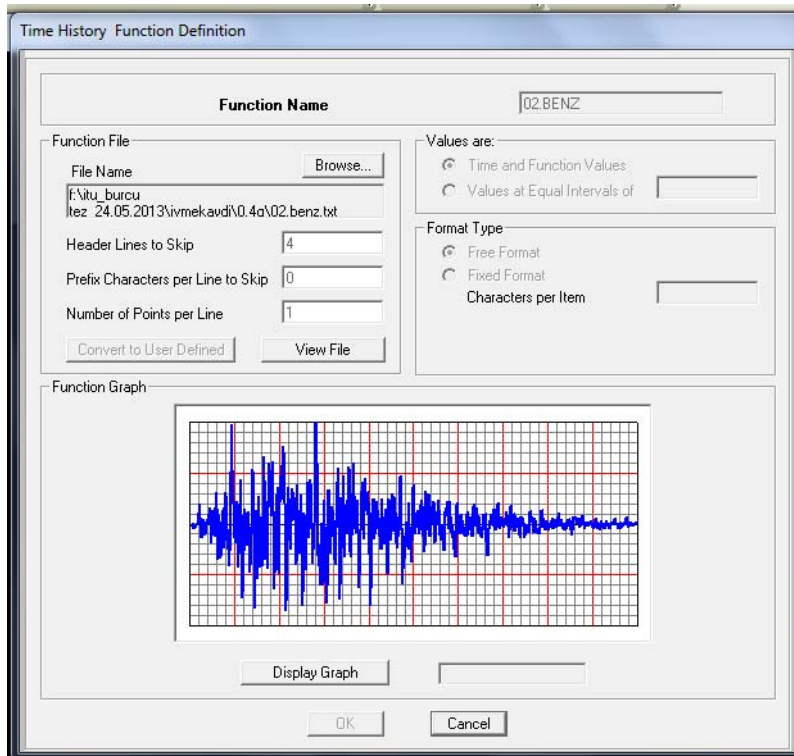 Time History Function Definition
Function Name
02.BENZ
Function File
File Name
Browse...
f:\itu_burcu
tez 24.05.2013\ivmekaydi\0.4g\02.benz.txt
Header Lines to Skip
4
Prefix Characters per Line to Skip
0
Number of Points per Line
1
Convert to User Defined
View File
Values are:
Time and Function Values
Values at Equal Intervals of
Format Type
Free Format
Fixed Format
Characters per Item
Function Graph
Display Graph
OK
Cancel